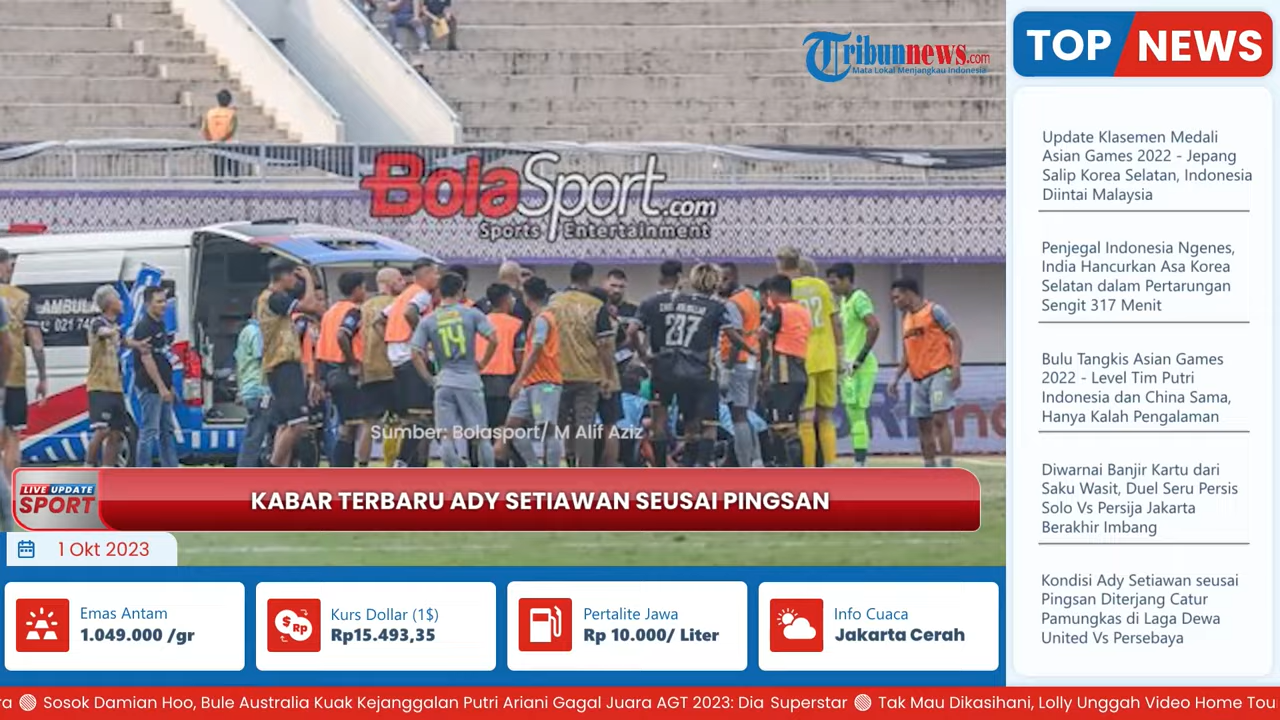 Tribunnews.com
Mata Lokal Menjangkau Indonesia
TOP NEWS
BolaSport.com
Sports Entertainment
AMBULA
021 74
14
237
Sumber: Bolasport/ M Alif Aziz
LIVE UPDATE
SPORT
KABAR TERBARU ADY SETIAWAN SEUSAI PINGSAN
1 Okt 2023
Update Klasemen Medali
Asian Games 2022 - Jepang
Salip Korea Selatan, Indonesia
Diintai Malaysia
Penjegal Indonesia Ngenes,
India Hancurkan Asa Korea
Selatan dalam Pertarungan
Sengit 317 Menit
Bulu Tangkis Asian Games
2022 - Level Tim Putri
Indonesia dan China Sama,
Hanya Kalah Pengalaman
Diwarnai Banjir Kartu dari
Saku Wasit, Duel Seru Persis
Solo Vs Persija Jakarta
Berakhir Imbang
Kondisi Ady Setiawan seusai
Pingsan Diterjang Catur
Pamungkas di Laga Dewa
United Vs Persebaya
Emas Antam
1.049.000 /gr
Kurs Dollar (1$)
Rp15.493,35
Pertalite Jawa
Rp 10.000/ Liter
Info Cuaca
Jakarta Cerah
a Sosok Damian Hoo, Bule Australia Kuak Kejanggalan Putri Ariani Gagal Juara AGT 2023: Dia Superstar Tak Mau Dikasihani, Lolly Unggah Video Home Tou